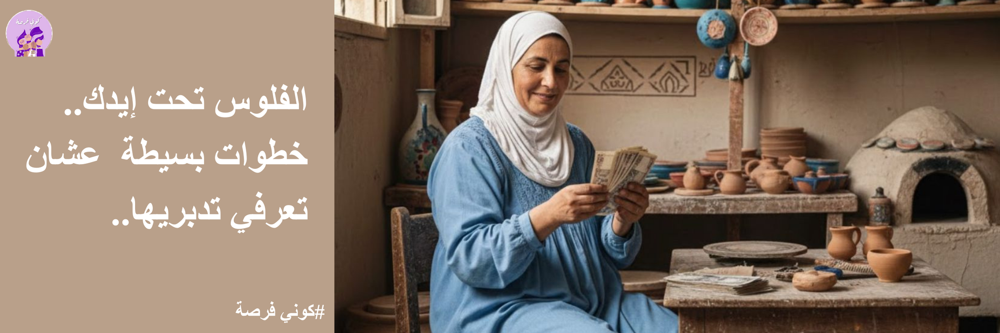 كوني فرصة
الفلوس تحت إيدك..
خطوات بسيطة عشان
تعرفي تدبريها..
#كوني فرصة